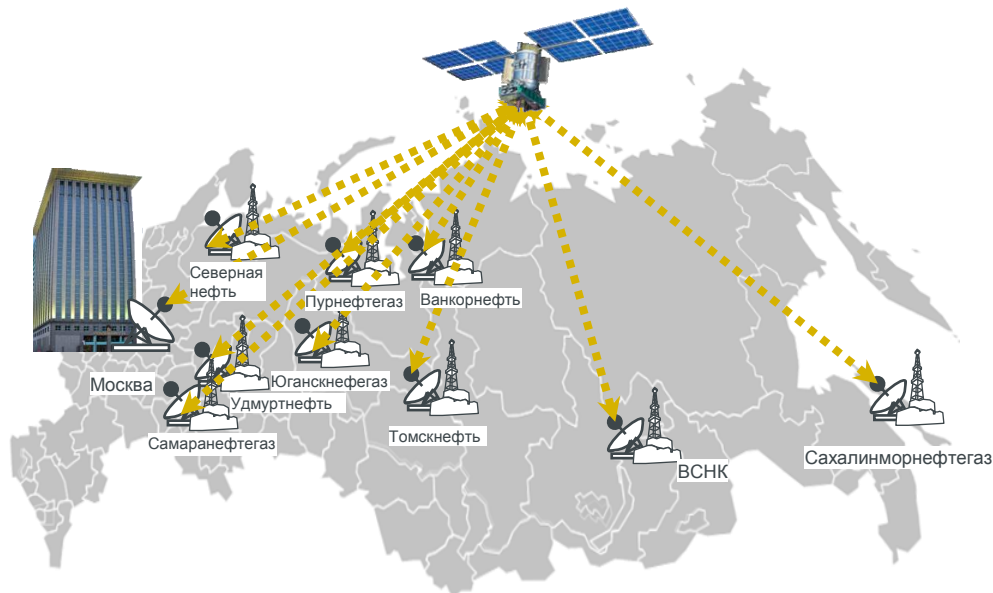 Северная
нефть
Пурнефтегаз
Ванкорнефть
Москва
Юганскнефегаз
Удмуртнефть
Самаранефтегаз
Томскнефть
ВСНК
Сахалинморнефтегаз